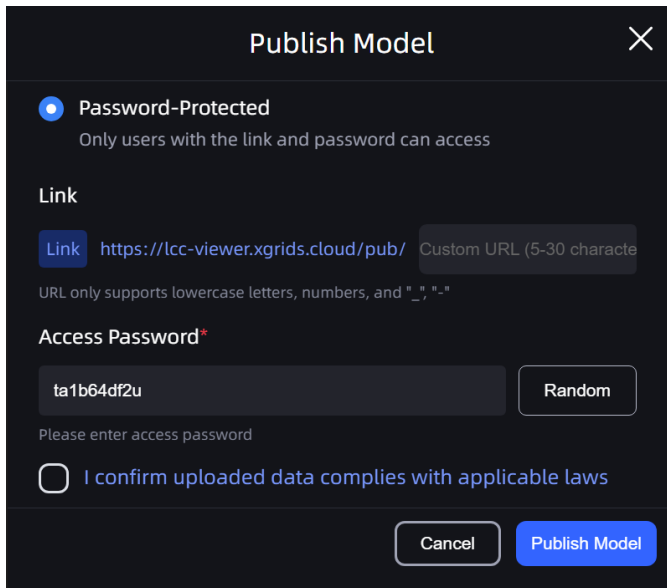 Publish Model
Password-Protected
Only users with the link and password can access
Link
Link https://lcc-viewer.xgrids.cloud/pub/ Custom URL (5-30 characte
URL only supports lowercase letters, numbers, and "_", "-"
Access Password*
ta1b64df2u Random
Please enter access password
I confirm uploaded data complies with applicable laws
Cancel Publish Model